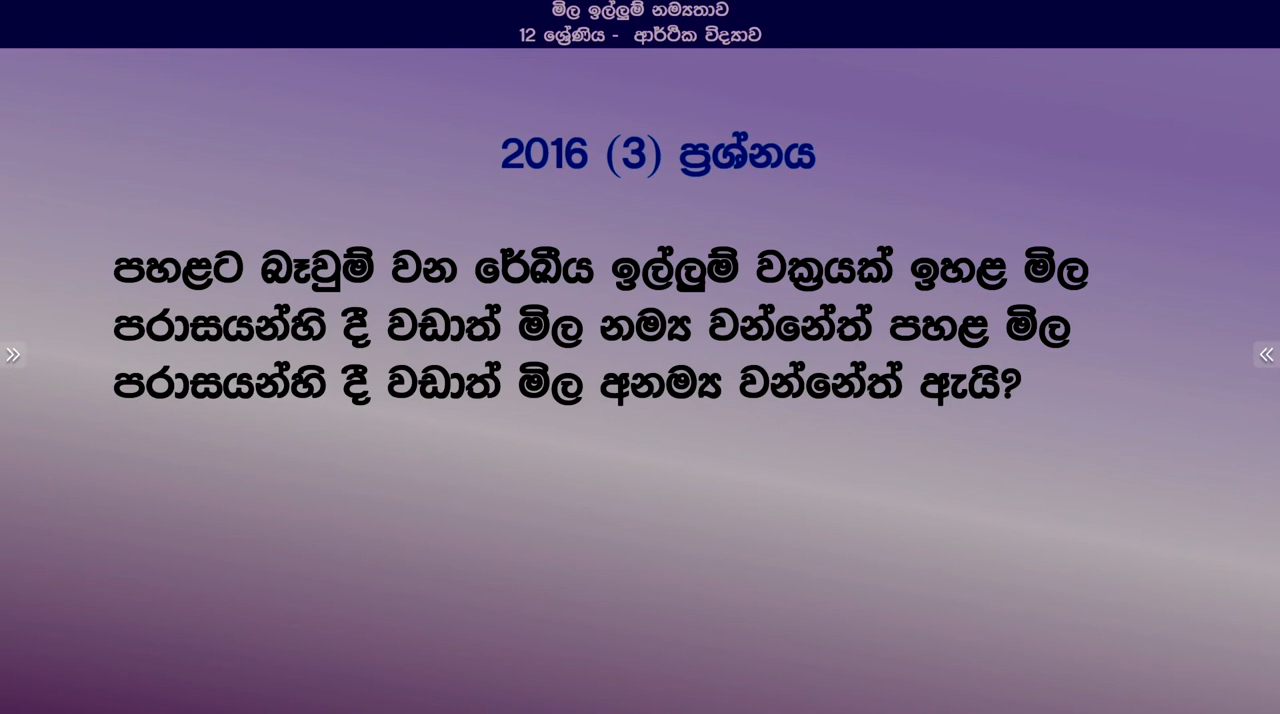 මිල ඉල්ලුම් නම්‍යතාව
12 ශ්‍රේණිය - ආර්ථික විද්‍යාව
2016 (3) ප්‍රශ්නය
පහළට බෑවුම් වන රේඛීය ඉල්ලුම් වක්‍රයක් ඉහළ මිල
පරාසයන්හි දී වඩාත් මිල නම්‍ය වන්නේත් පහළ මිල
පරාසයන්හි දී වඩාත් මිල අනම්‍ය වන්නේත් ඇයි?